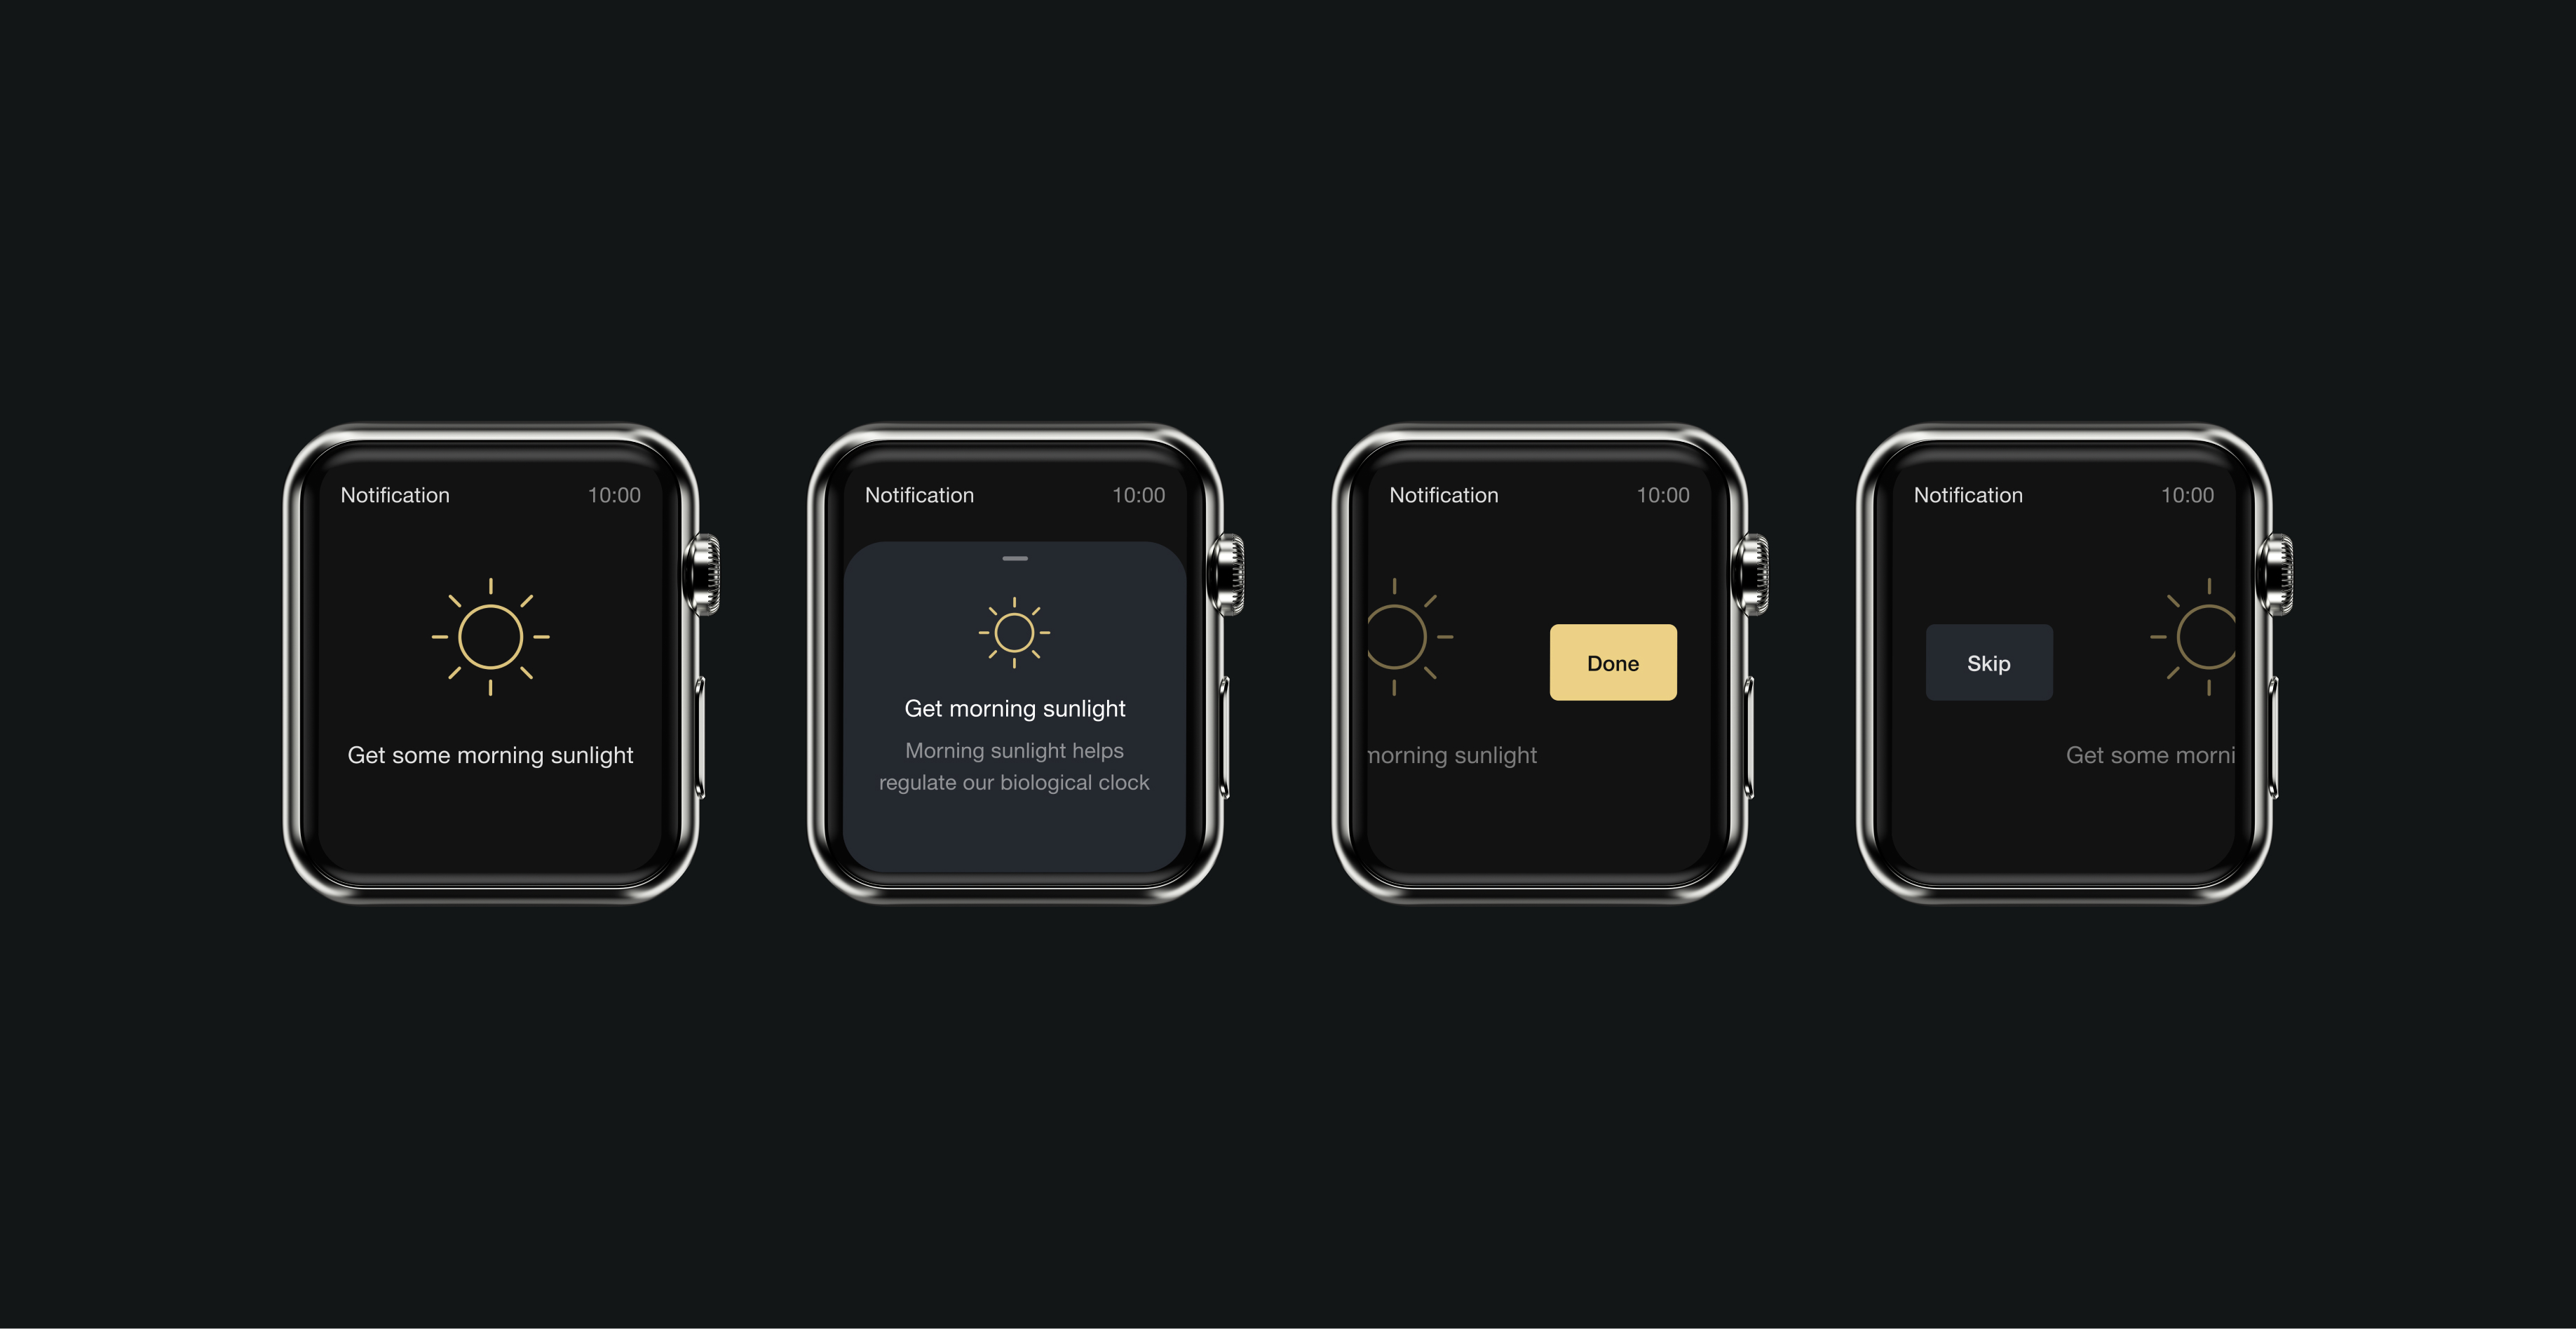 Notification 10:00
Get some morning sunlight
Notification 10:00
Get morning sunlight
Morning sunlight helps
regulate our biological clock
Notification 10:00
Done
morning sunlight
Notification 10:00
Skip
Get some morni